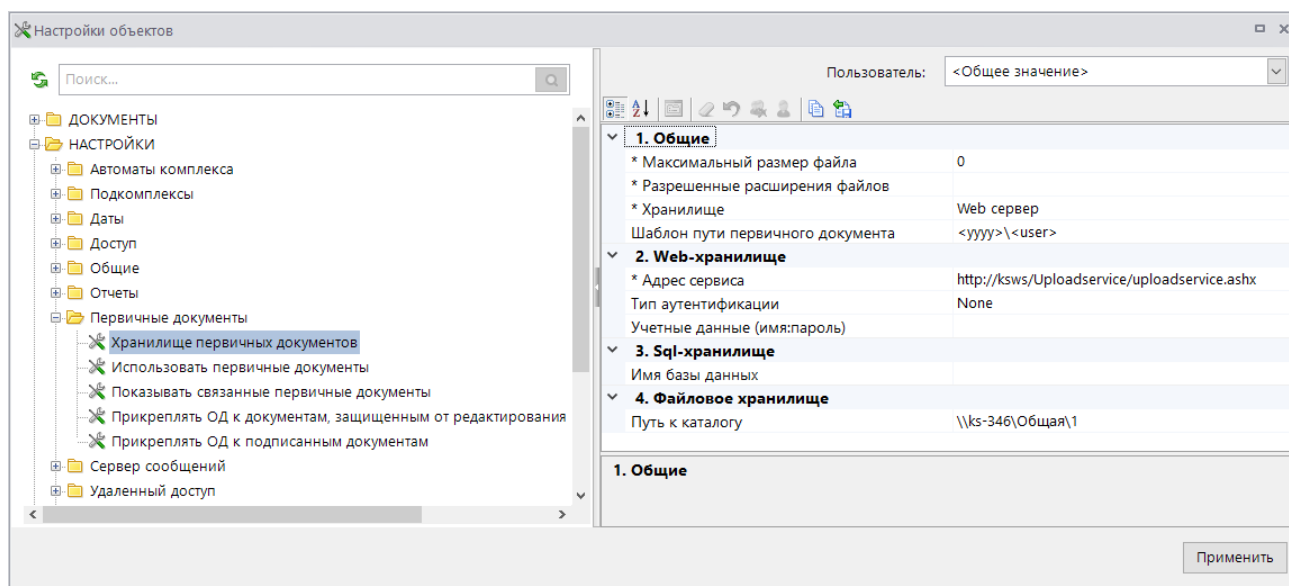 Настройки объектов
Поиск...
ДОКУМЕНТЫ
НАСТРОЙКИ
Автоматы комплекса
Подкомплексы
Даты
Доступ
Общие
Отчеты
Первичные документы
Хранилище первичных документов
Использовать первичные документы
Показывать связанные первичные документы
Прикреплять ОД к документам, защищенным от редактирования
Прикреплять ОД к подписанным документам
Сервер сообщений
Удаленный доступ
Пользователь: <Общее значение>
1. Общие
* Максимальный размер файла 0
* Разрешенные расширения файлов
* Хранилище Web сервер
Шаблон пути первичного документа <yyyy>\<user>
2. Web-хранилище
* Адрес сервиса http://ksws/Uploadservice/uploadservice.ashx
Тип аутентификации None
Учетные данные (имя:пароль)
3. Sql-хранилище
Имя базы данных
4. Файловое хранилище
Путь к каталогу \\ks-346\Общая\1
1. Общие
Применить